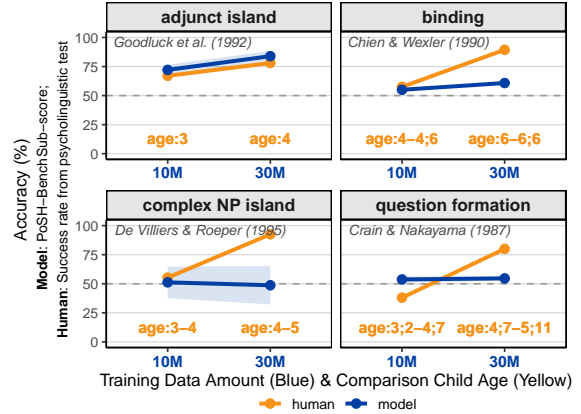 adjunct island
binding
Goodluck et al. (1992)
Chien & Wexler (1990)
100
75
50
25
0
age:3
age:4
age:4–4;6
age:6–6;6
10M
30M
10M
30M
complex NP island
question formation
De Villiers & Roeper (1995)
Crain & Nakayama (1987)
100
75
50
25
0
age:3–4
age:4–5
age:3;2–4;7
age:4;7–5;11
10M
30M
10M
30M
Accuracy (%)
Model: PoSH–BenchSub–score;
Human: Success rate from psycholinguistic test
Training Data Amount (Blue) & Comparison Child Age (Yellow)
human
model